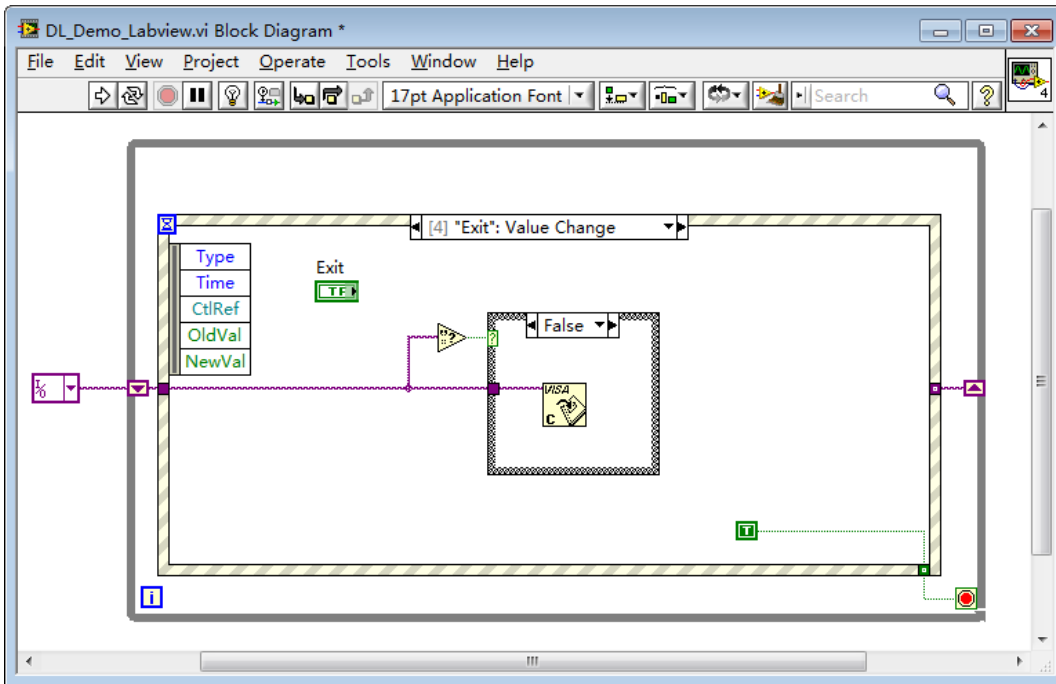 DL_Demo_Labview.vi Block Diagram *
File Edit View Project Operate Tools Window Help
17pt Application Font
Search
4
[4] "Exit": Value Change
Type
Time
CtlRef
OldVal
NewVal
Exit
TF
?
False
?
I/O
VISA
C
T
i